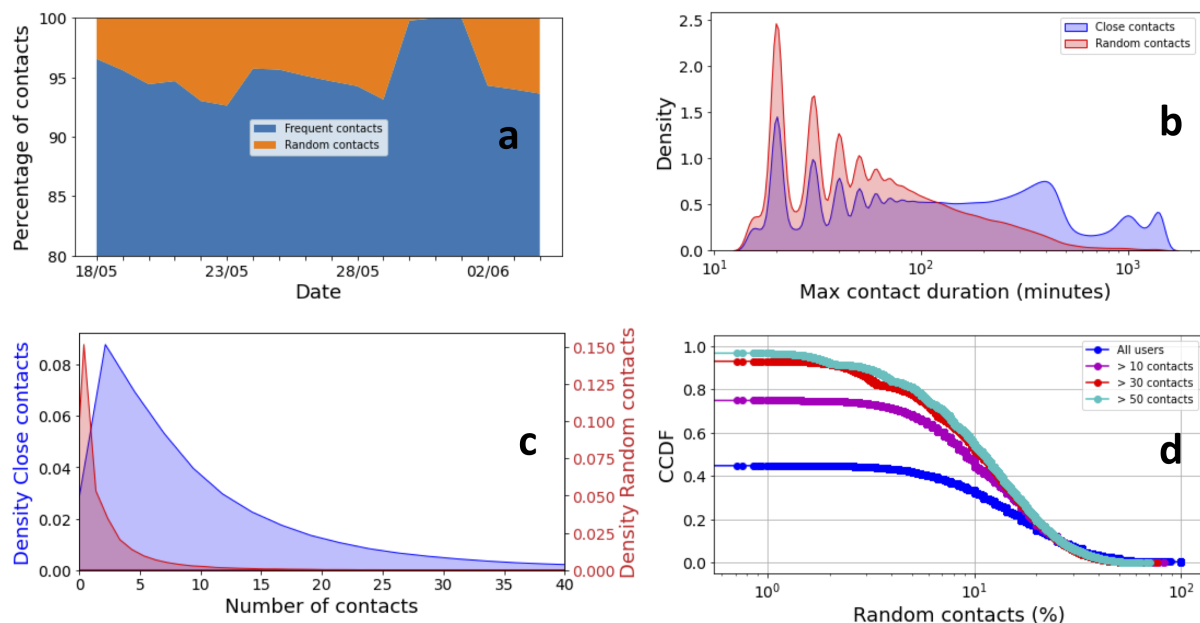 100
95
90
85
80
Percentage of contacts
Frequent contacts
Random contacts
a
18/05
23/05
28/05
02/06
Date
2.5
2.0
1.5
1.0
0.5
0.0
Density
Close contacts
Random contacts
b
10¹
10²
10³
Max contact duration (minutes)
0.08
0.06
0.04
0.02
0.00
Density Close contacts
c
0.150
0.125
0.100
0.075
0.050
0.025
0.000
Density Random contacts
0
5
10
15
20
25
30
35
40
Number of contacts
1.0
0.8
0.6
0.4
0.2
0.0
CCDF
All users
> 10 contacts
> 30 contacts
> 50 contacts
d
10⁰
10¹
10²
Random contacts (%)